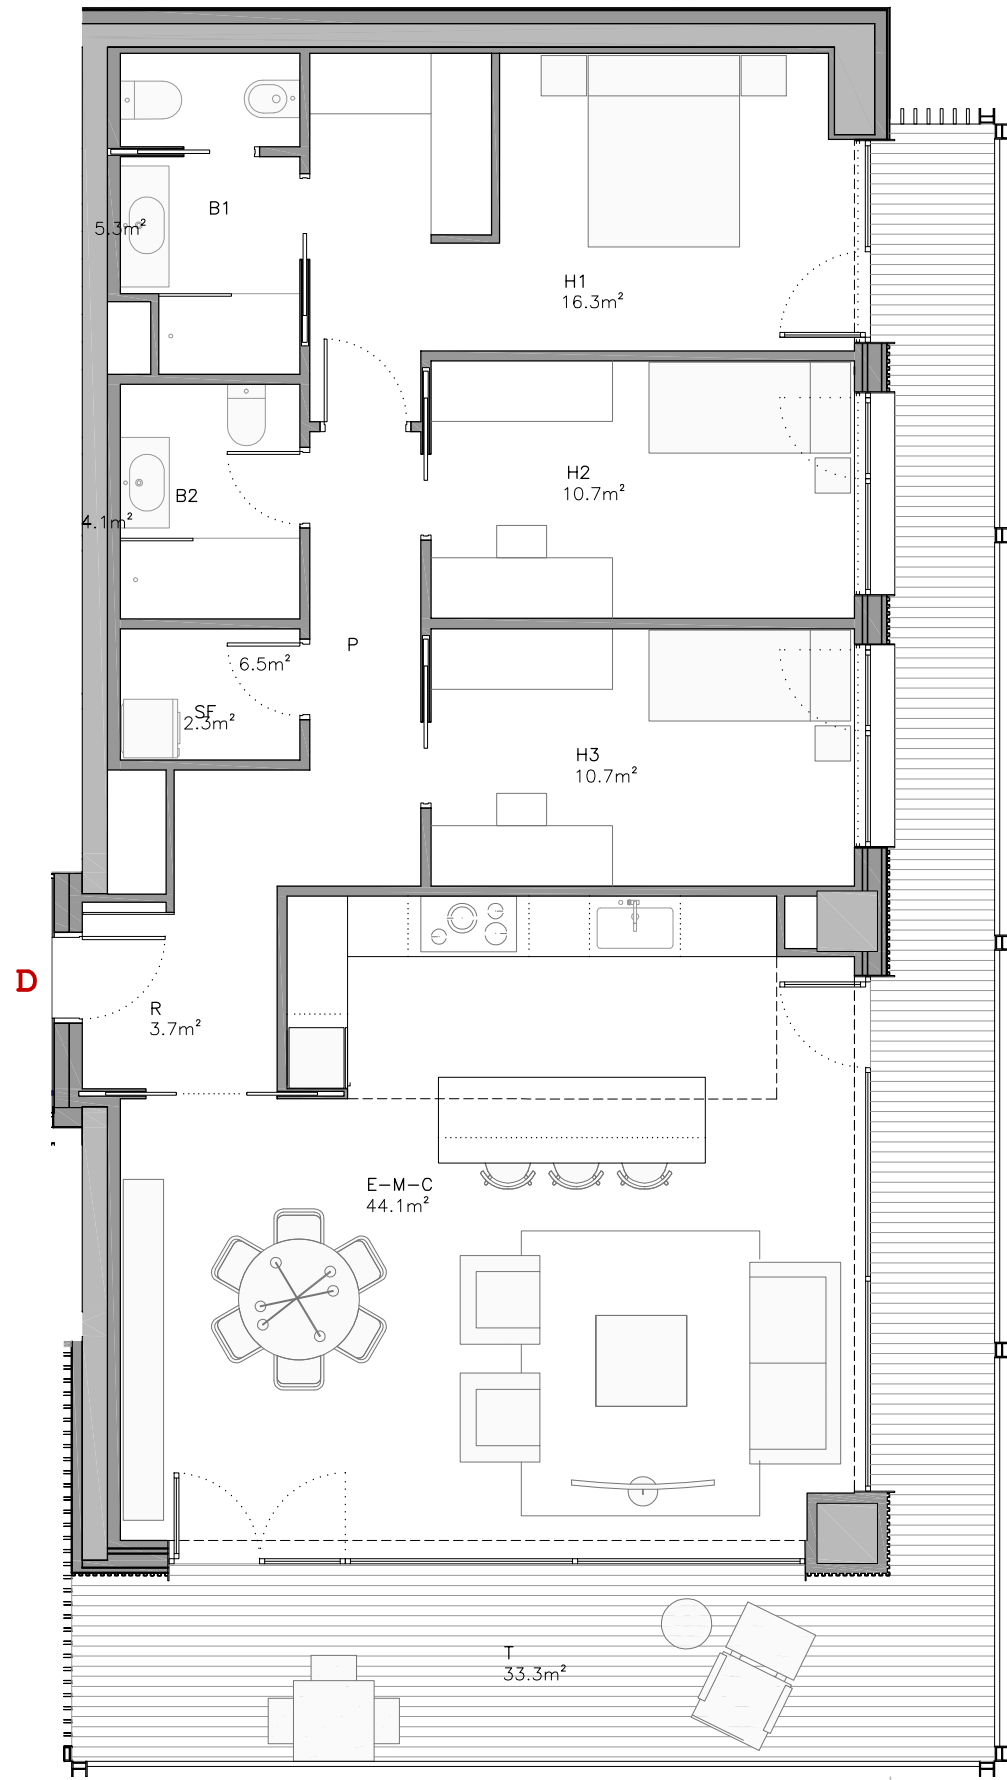 B1
5.3m²
H1
16.3m²
H2
10.7m²
B2
4.1m²
P
6.5m²
SF
2.3m²
H3
10.7m²
D
R
3.7m²
E-M-C
44.1m²
T
33.3m²